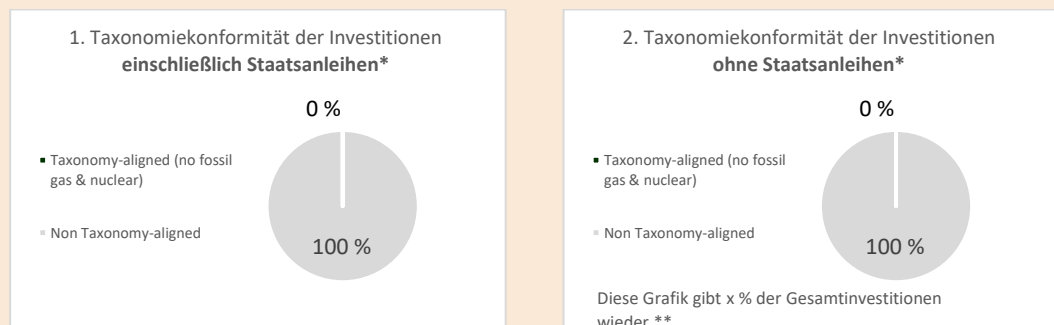 1. Taxonomiekonformität der Investitionen
einschließlich Staatsanleihen*
0 %
Taxonomy-aligned (no fossil
gas & nuclear)
Non Taxonomy-aligned
100 %
2. Taxonomiekonformität der Investitionen
ohne Staatsanleihen*
0 %
Taxonomy-aligned (no fossil
gas & nuclear)
Non Taxonomy-aligned
100 %
Diese Grafik gibt x % der Gesamtinvestitionen
wieder.**